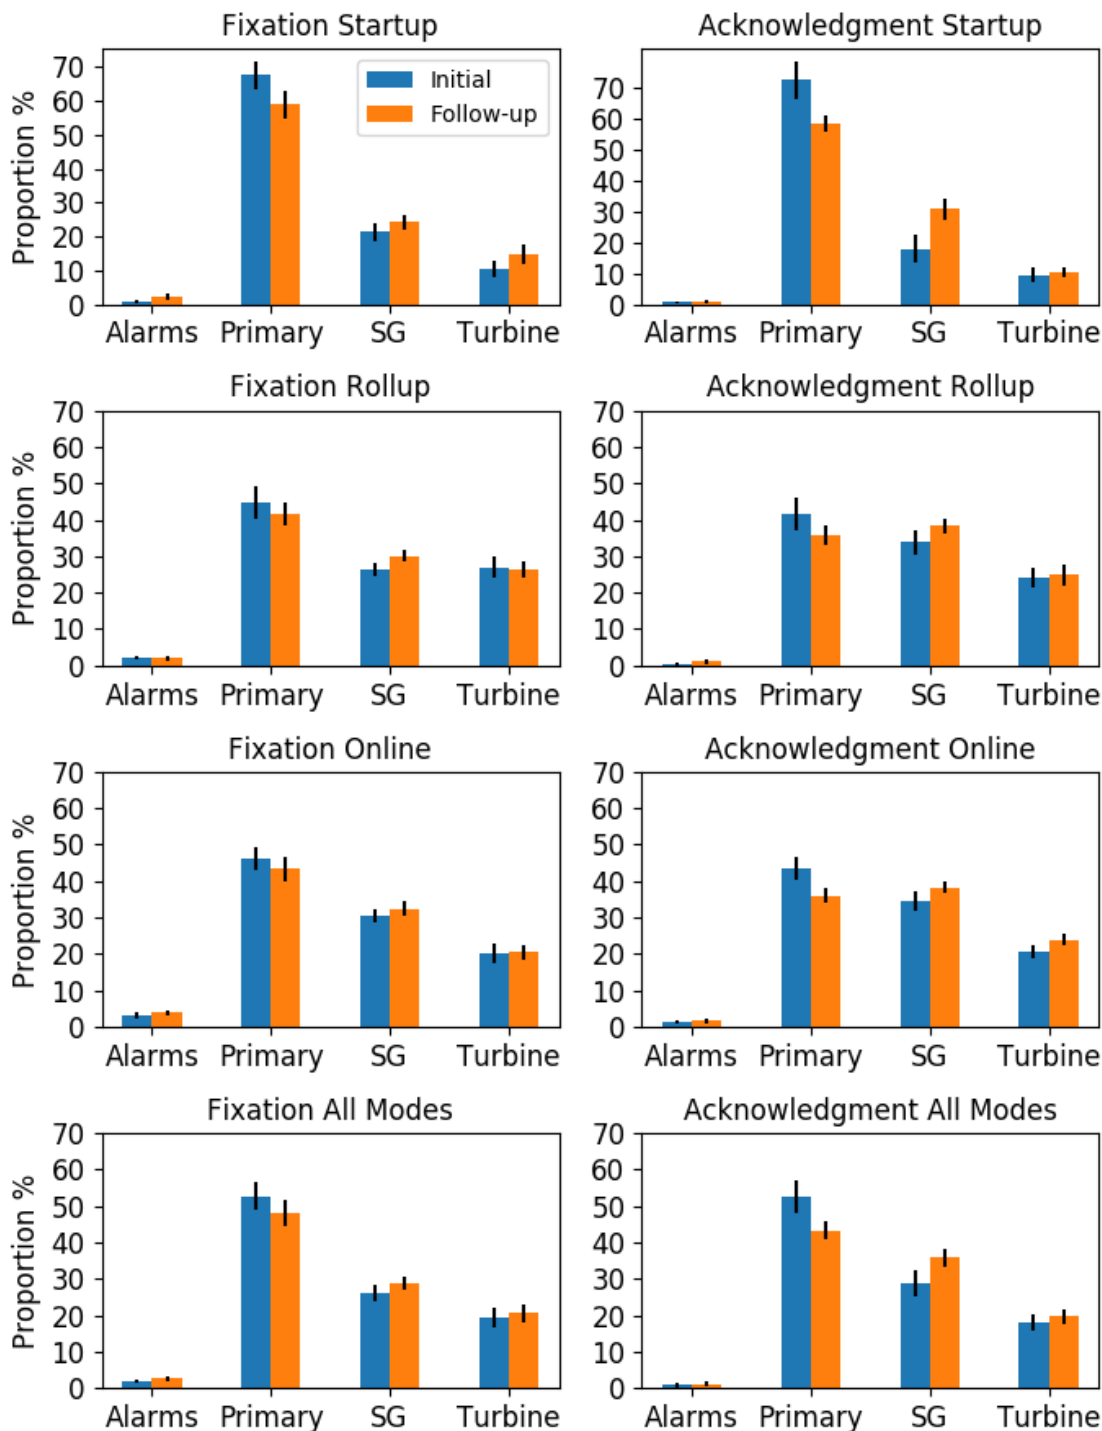 Fixation Startup
Acknowledgment Startup
Proportion %
70
60
50
40
30
20
10
0
Initial
Follow-up
Alarms Primary SG Turbine
70
60
50
40
30
20
10
0
Alarms Primary SG Turbine
Fixation Rollup
Acknowledgment Rollup
Proportion %
70
60
50
40
30
20
10
0
Alarms Primary SG Turbine
70
60
50
40
30
20
10
0
Alarms Primary SG Turbine
Fixation Online
Acknowledgment Online
Proportion %
70
60
50
40
30
20
10
0
Alarms Primary SG Turbine
70
60
50
40
30
20
10
0
Alarms Primary SG Turbine
Fixation All Modes
Acknowledgment All Modes
Proportion %
70
60
50
40
30
20
10
0
Alarms Primary SG Turbine
70
60
50
40
30
20
10
0
Alarms Primary SG Turbine